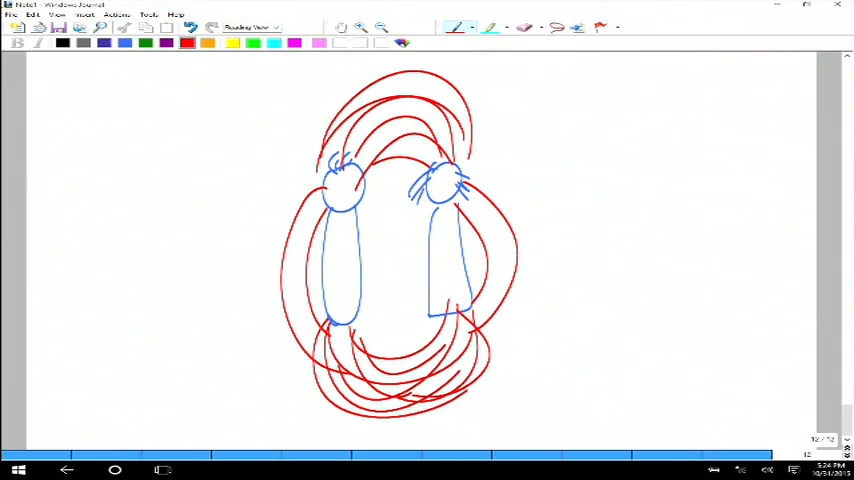 Note1 - Windows Journal
File Edit View Insert Actions Tools Help
Reading View
B I
12 / 12
12
5:24 PM
10/31/2015